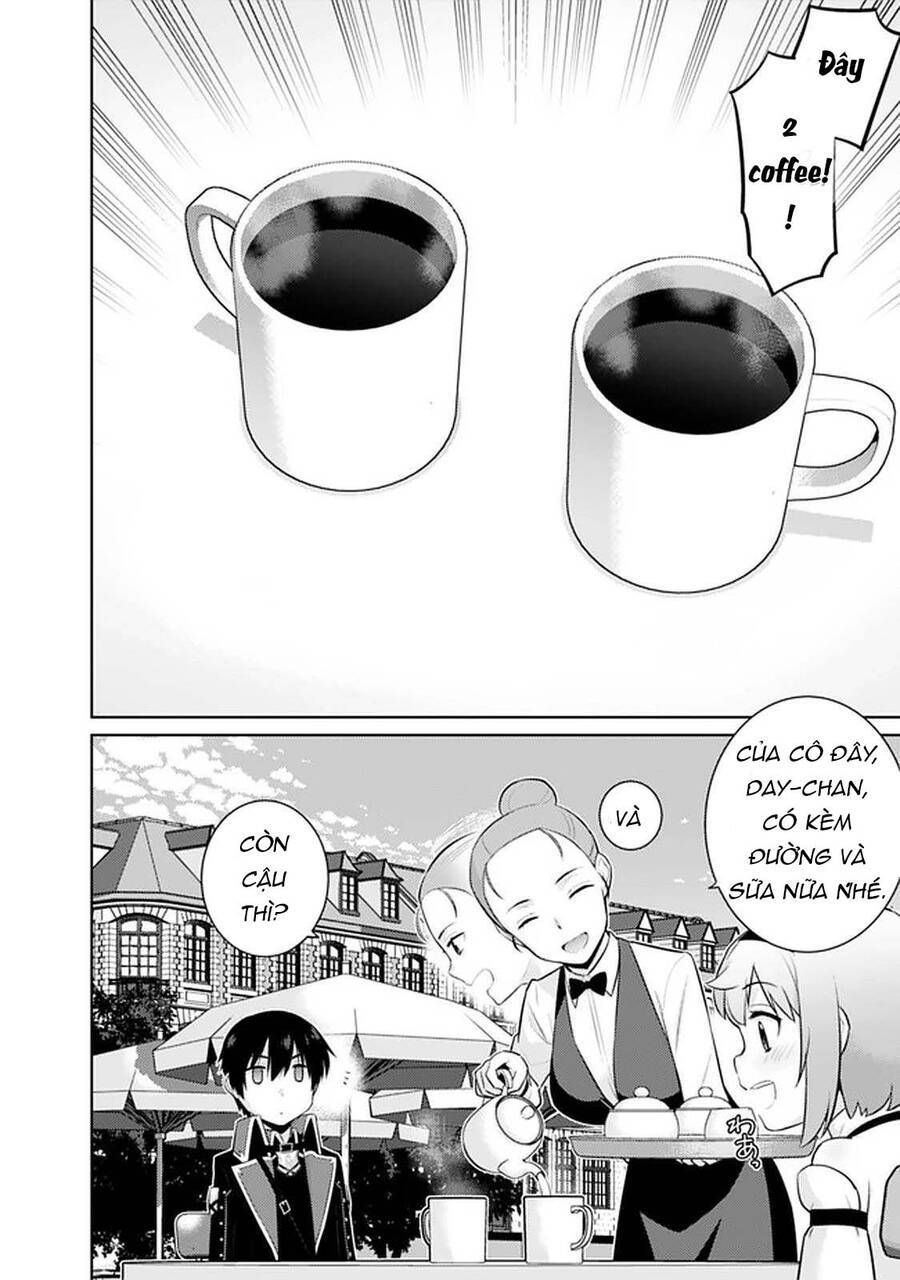 Đây
2
coffee!
!
CỦA CÔ ĐÂY,
DAY-CHAN,
CÓ KÈM
ĐƯỜNG VÀ
SỮA NỮA NHÉ.
VÀ
CÒN
CẬU
THÌ?
わあっ